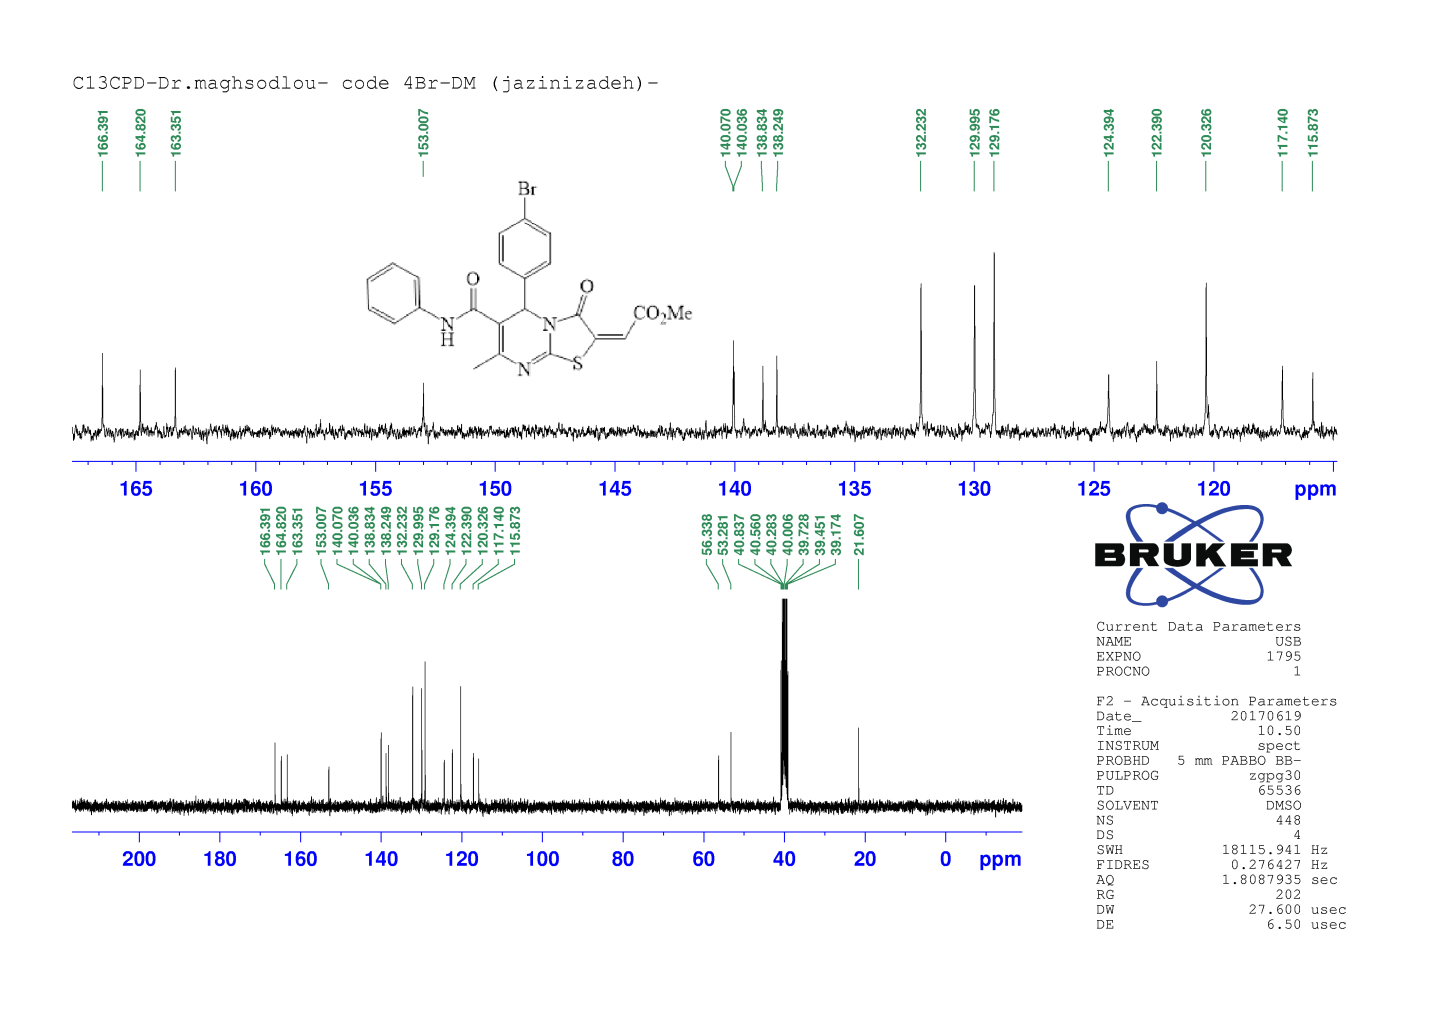 C13CPD-Dr.maghsodlou- code 4Br-DM (jazinizadeh)-
166.391
164.820
163.351
153.007
140.070
140.036
138.834
138.249
132.232
129.995
129.176
124.394
122.390
120.326
117.140
115.873
Br
O
O
N
H
N
CO2Me
N
S
165 160 155 150 145 140 135 130 125 120 ppm
166.391
164.820
163.351
153.007
140.070
140.036
138.834
138.249
132.232
129.995
129.176
124.394
122.390
120.326
117.140
115.873
56.338
53.281
40.837
40.560
40.283
40.006
39.728
39.451
39.174
21.607
200 180 160 140 120 100 80 60 40 20 0 ppm
BRUKER
Current Data Parameters
NAME USB
EXPNO 1795
PROCNO 1
F2 - Acquisition Parameters
Date_ 20170619
Time 10.50
INSTRUM spect
PROBHD 5 mm PABBO BB-
PULPROG zgpg30
TD 65536
SOLVENT DMSO
NS 448
DS 4
SWH 18115.941 Hz
FIDRES 0.276427 Hz
AQ 1.8087935 sec
RG 202
DW 27.600 usec
DE 6.50 usec